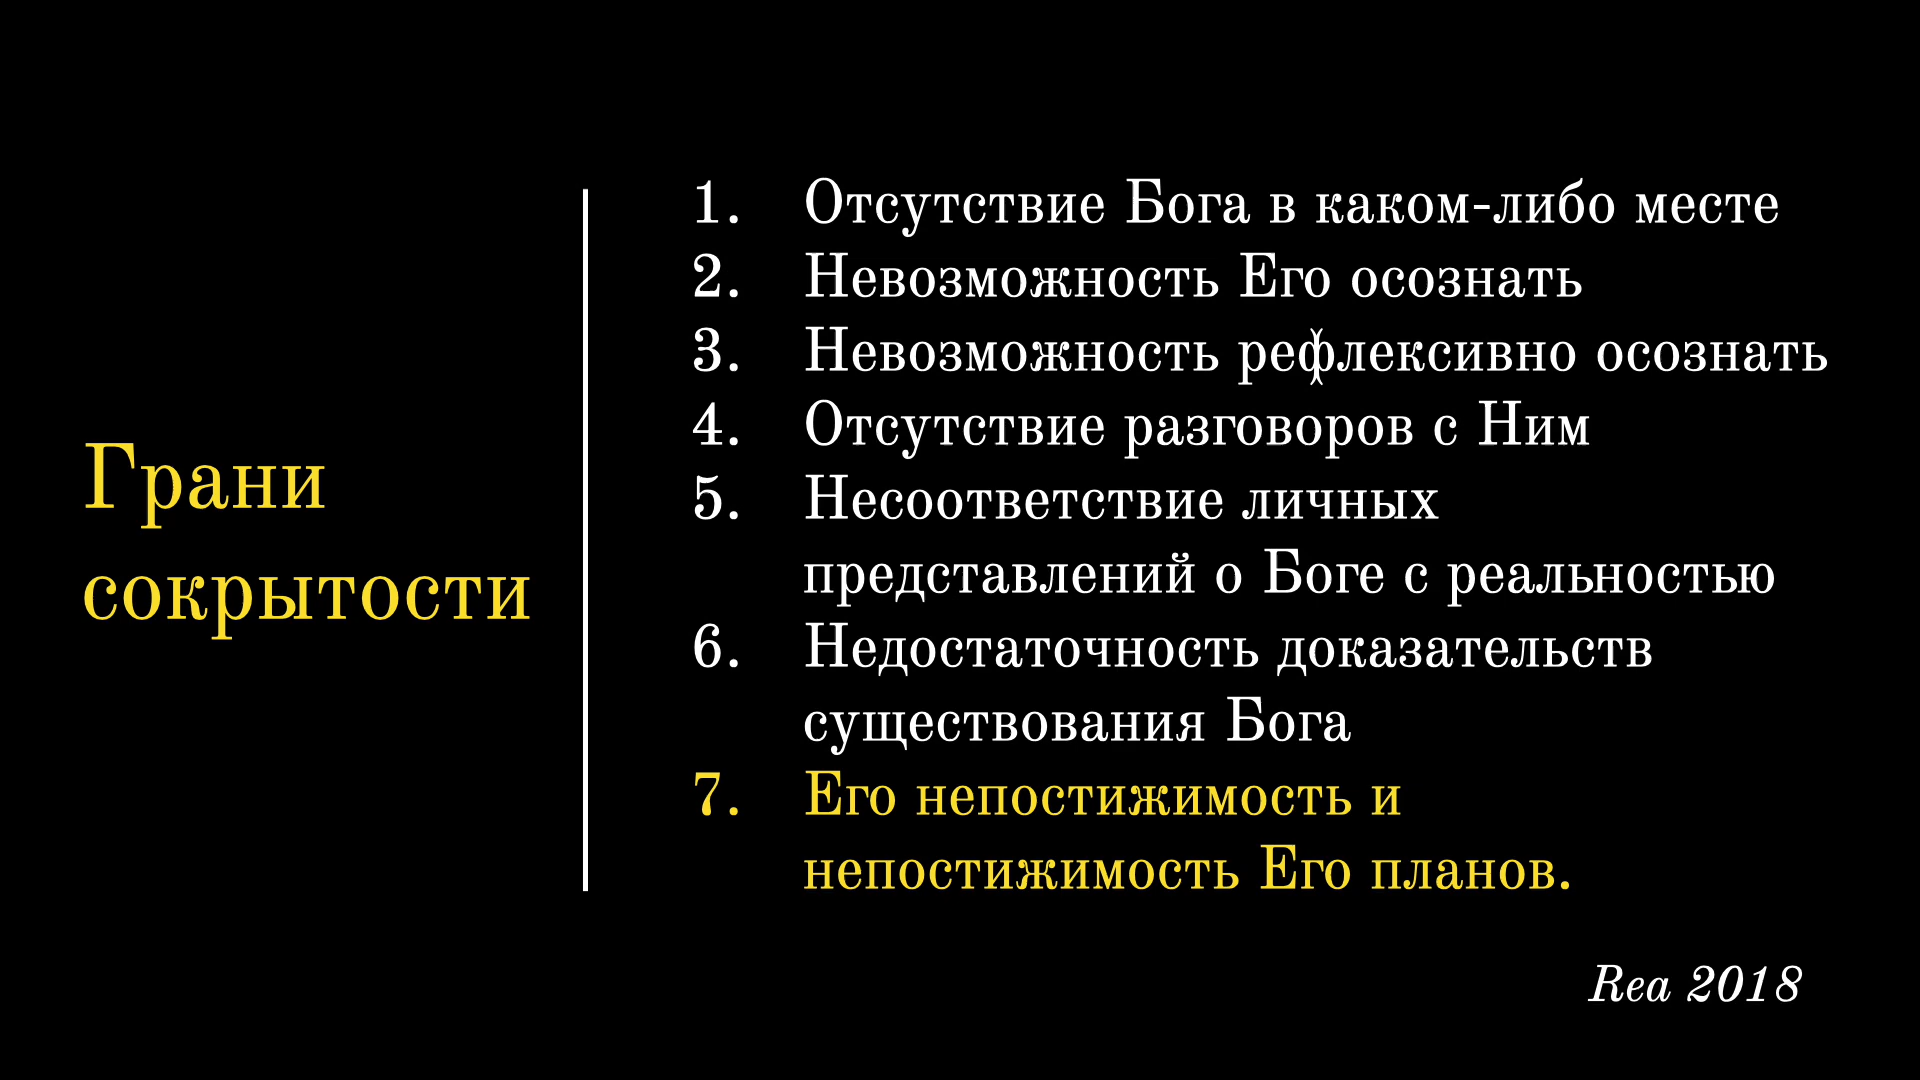 Грани
сокрытости
1. Отсутствие Бога в каком-либо месте
2. Невозможность Его осознать
3. Невозможность рефлексивно осознать
4. Отсутствие разговоров с Ним
5. Несоответствие личных
представлений о Боге с реальностью
6. Недостаточность доказательств
существования Бога
7. Его непостижимость и
непостижимость Его планов.
Rea 2018